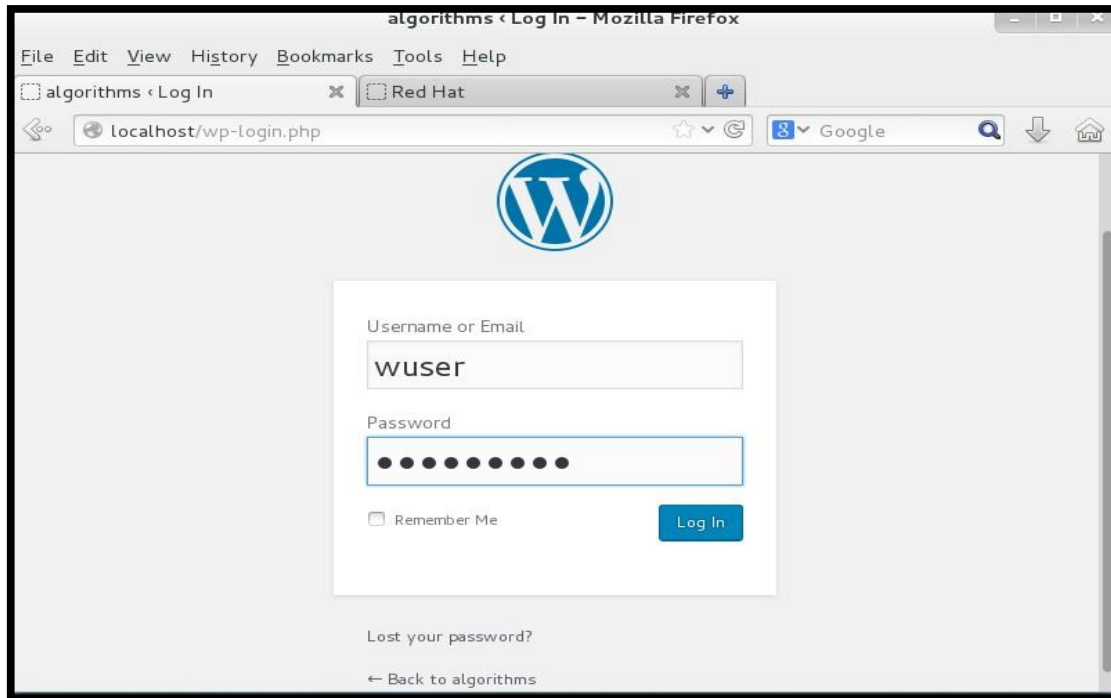 algorithms ‹ Log In - Mozilla Firefox
File Edit View History Bookmarks Tools Help
algorithms ‹ Log In
Red Hat
localhost/wp-login.php
8 Google
W
Username or Email
wuser
Password
●●●●●●●●●
Remember Me
Log In
Lost your password?
← Back to algorithms